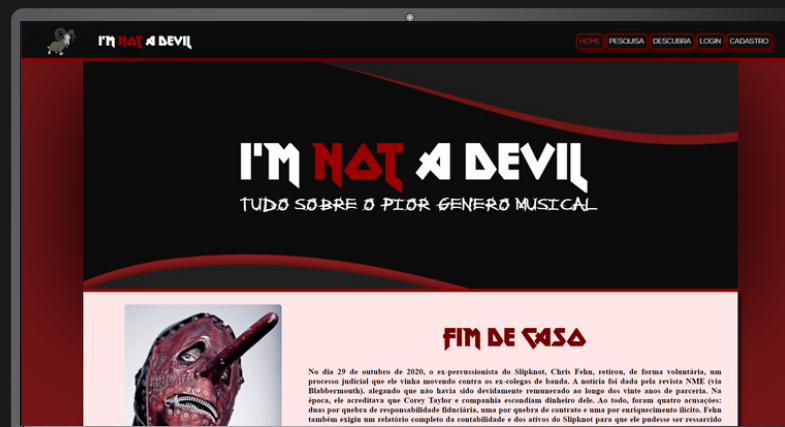 I'M NOT A DEVIL
HOME PESQUISA DESCUBRA LOGIN CADASTRO
I'M NOT A DEVIL
TUDO SOBRE O PIOR GENERO MUSICAL
FIM DE CASO
No dia 29 de outubro de 2020, o ex-percussionista do Slipknot, Chris Fehn, retirou, de forma voluntária, um
processo judicial que ele vinha movendo contra os ex-colegas de banda. A notícia foi dada pela revista NME (via
Blabbermouth). alegando que não havia sido devidamente remunerado ao longo dos vinte anos de parceria. Na
época, ele acreditava que Corey Taylor e companhia escondiam dinheiro dele. Ao todo, foram quatro acusações:
duas por quebra de responsabilidade fiduciária, uma por quebra de contrato e uma por enriquecimento ilícito. Fehn
também exigiu um relatório completo da contabilidade e dos ativos do Slipknot para que ele pudesse ser ressarcido